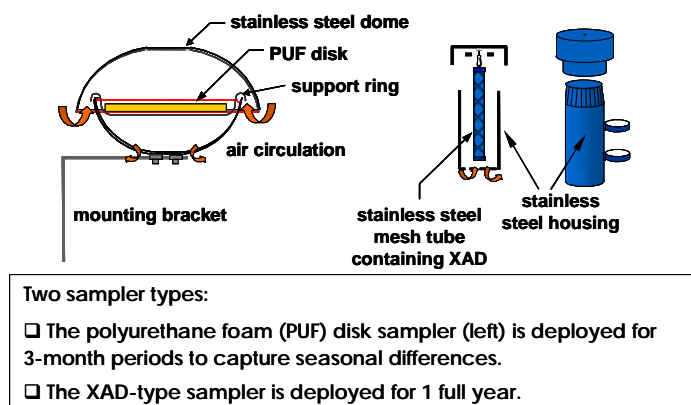 stainless steel dome
PUF disk
support ring
air circulation
mounting bracket
stainless steel
mesh tube
containing XAD
stainless
steel housing
Two sampler types:
❑ The polyurethane foam (PUF) disk sampler (left) is deployed for
3-month periods to capture seasonal differences.
❑ The XAD-type sampler is deployed for 1 full year.